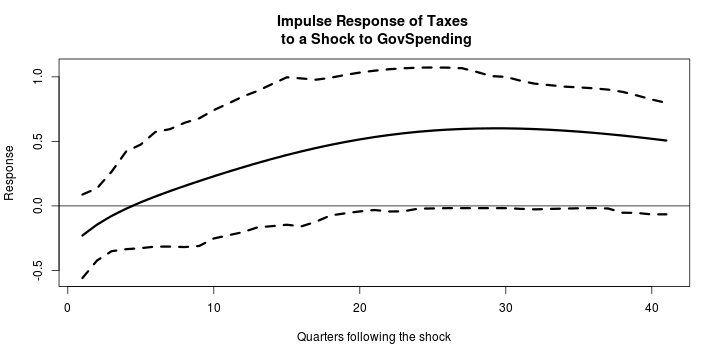 Impulse Response of Taxes
to a Shock to GovSpending
Response
1.0
0.5
0.0
-0.5
0 10 20 30 40
Quarters following the shock